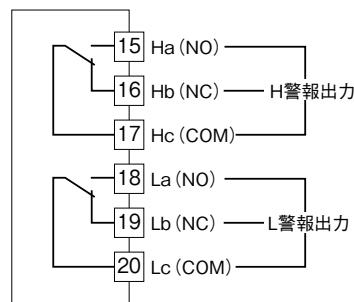 15 Ha (NO)
16 Hb (NC) H警報出力
17 Hc (COM)
18 La (NO)
19 Lb (NC) L警報出力
20 Lc (COM)